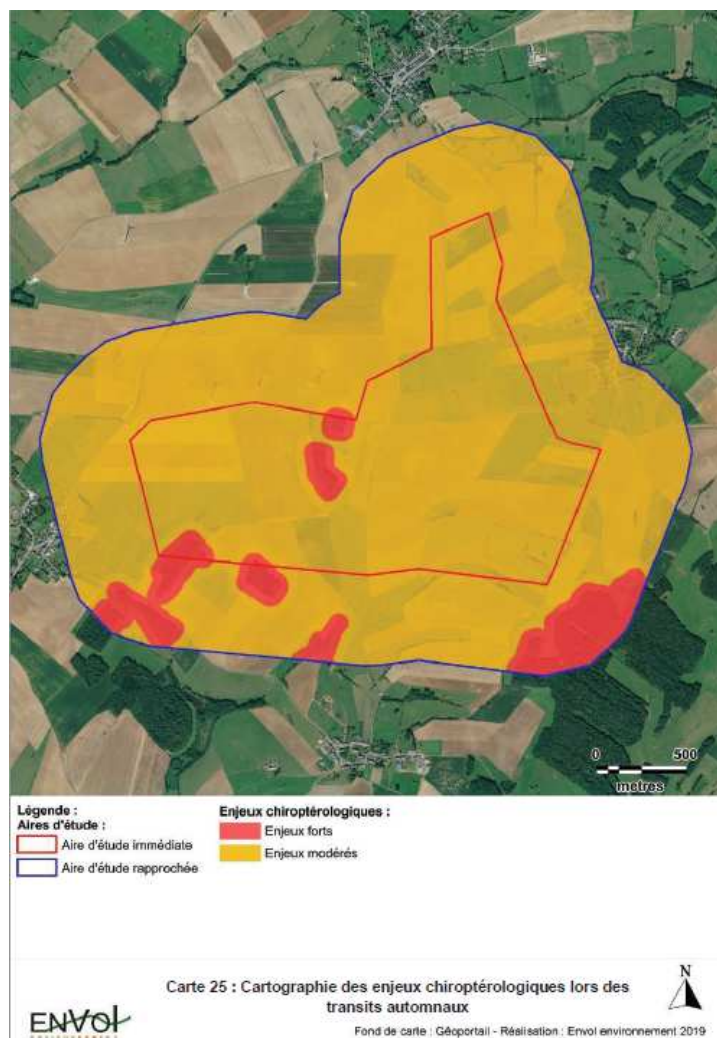 0 500
metres
Légende :
Aires d'étude :
Aire d'étude immédiate
Aire d'étude rapprochée
Enjeux chiroptérologiques :
Enjeux forts
Enjeux modérés
N
Carte 25 : Cartographie des enjeux chiroptérologiques lors des
transits automnaux
ENVOL
Fond de carte : Géoportail - Réalisation : Envol environnement 2019